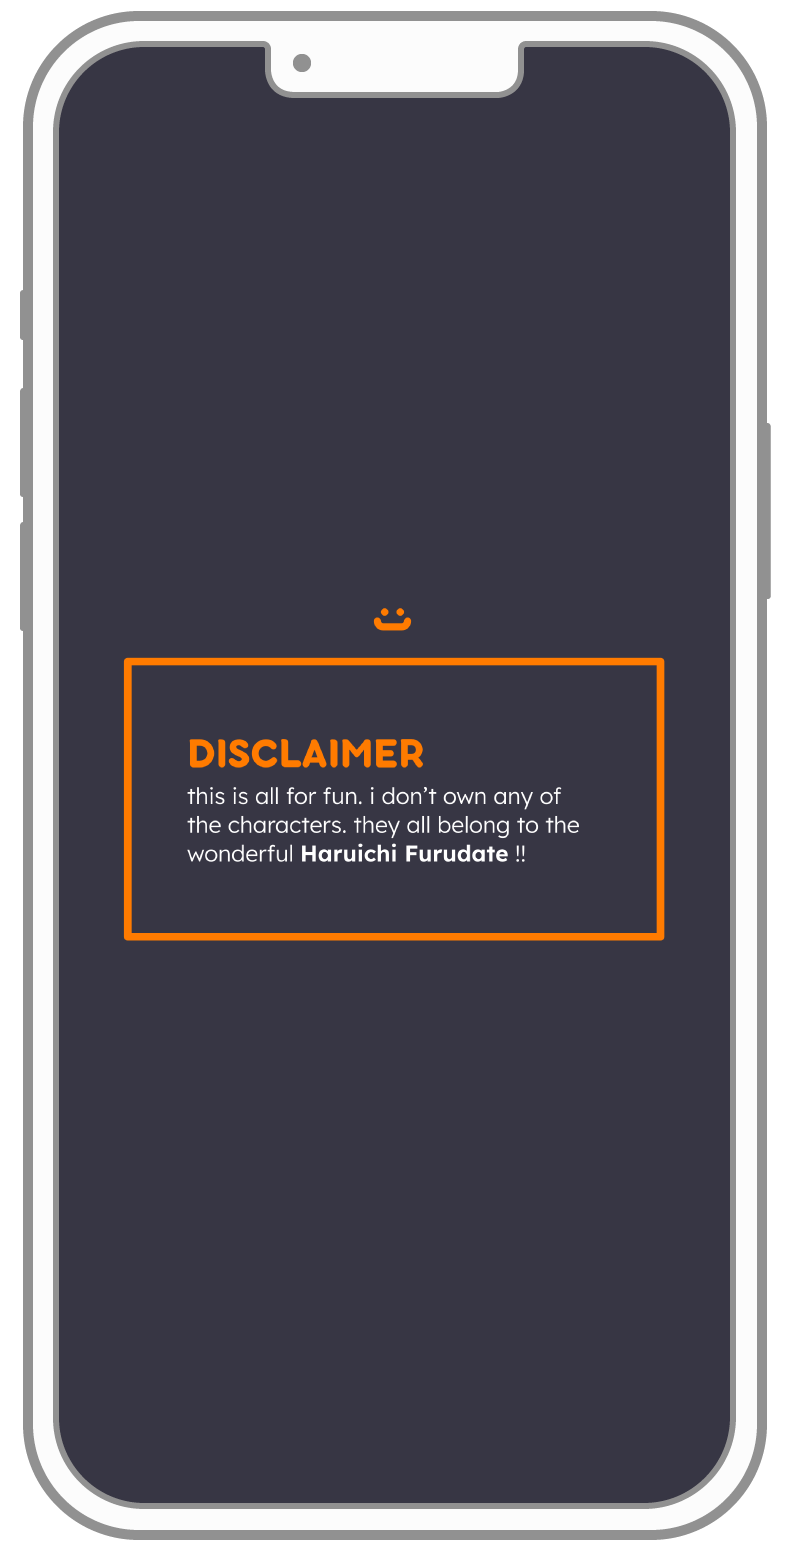 DISCLAIMER
this is all for fun. i don’t own any of
the characters. they all belong to the
wonderful Haruichi Furudate !!